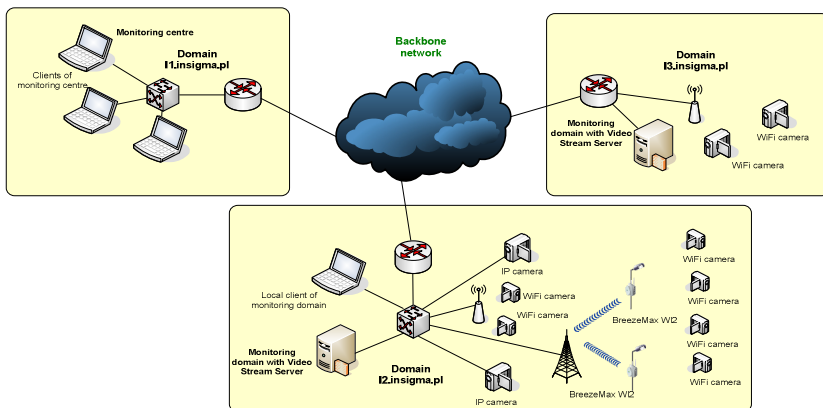 Monitoring centre
Domain
I1.insigma.pl
Clients of
monitoring centre
Backbone
network
Domain
I3.insigma.pl
Monitoring
domain with Video
Stream Server
WiFi camera
WiFi camera
Local client of
monitoring domain
Monitoring
domain with Video
Stream Server
Domain
I2.insigma.pl
IP camera
WiFi camera
WiFi camera
IP camera
BreezeMax WI2
BreezeMax WI2
WiFi camera
WiFi camera
WiFi camera
WiFi camera